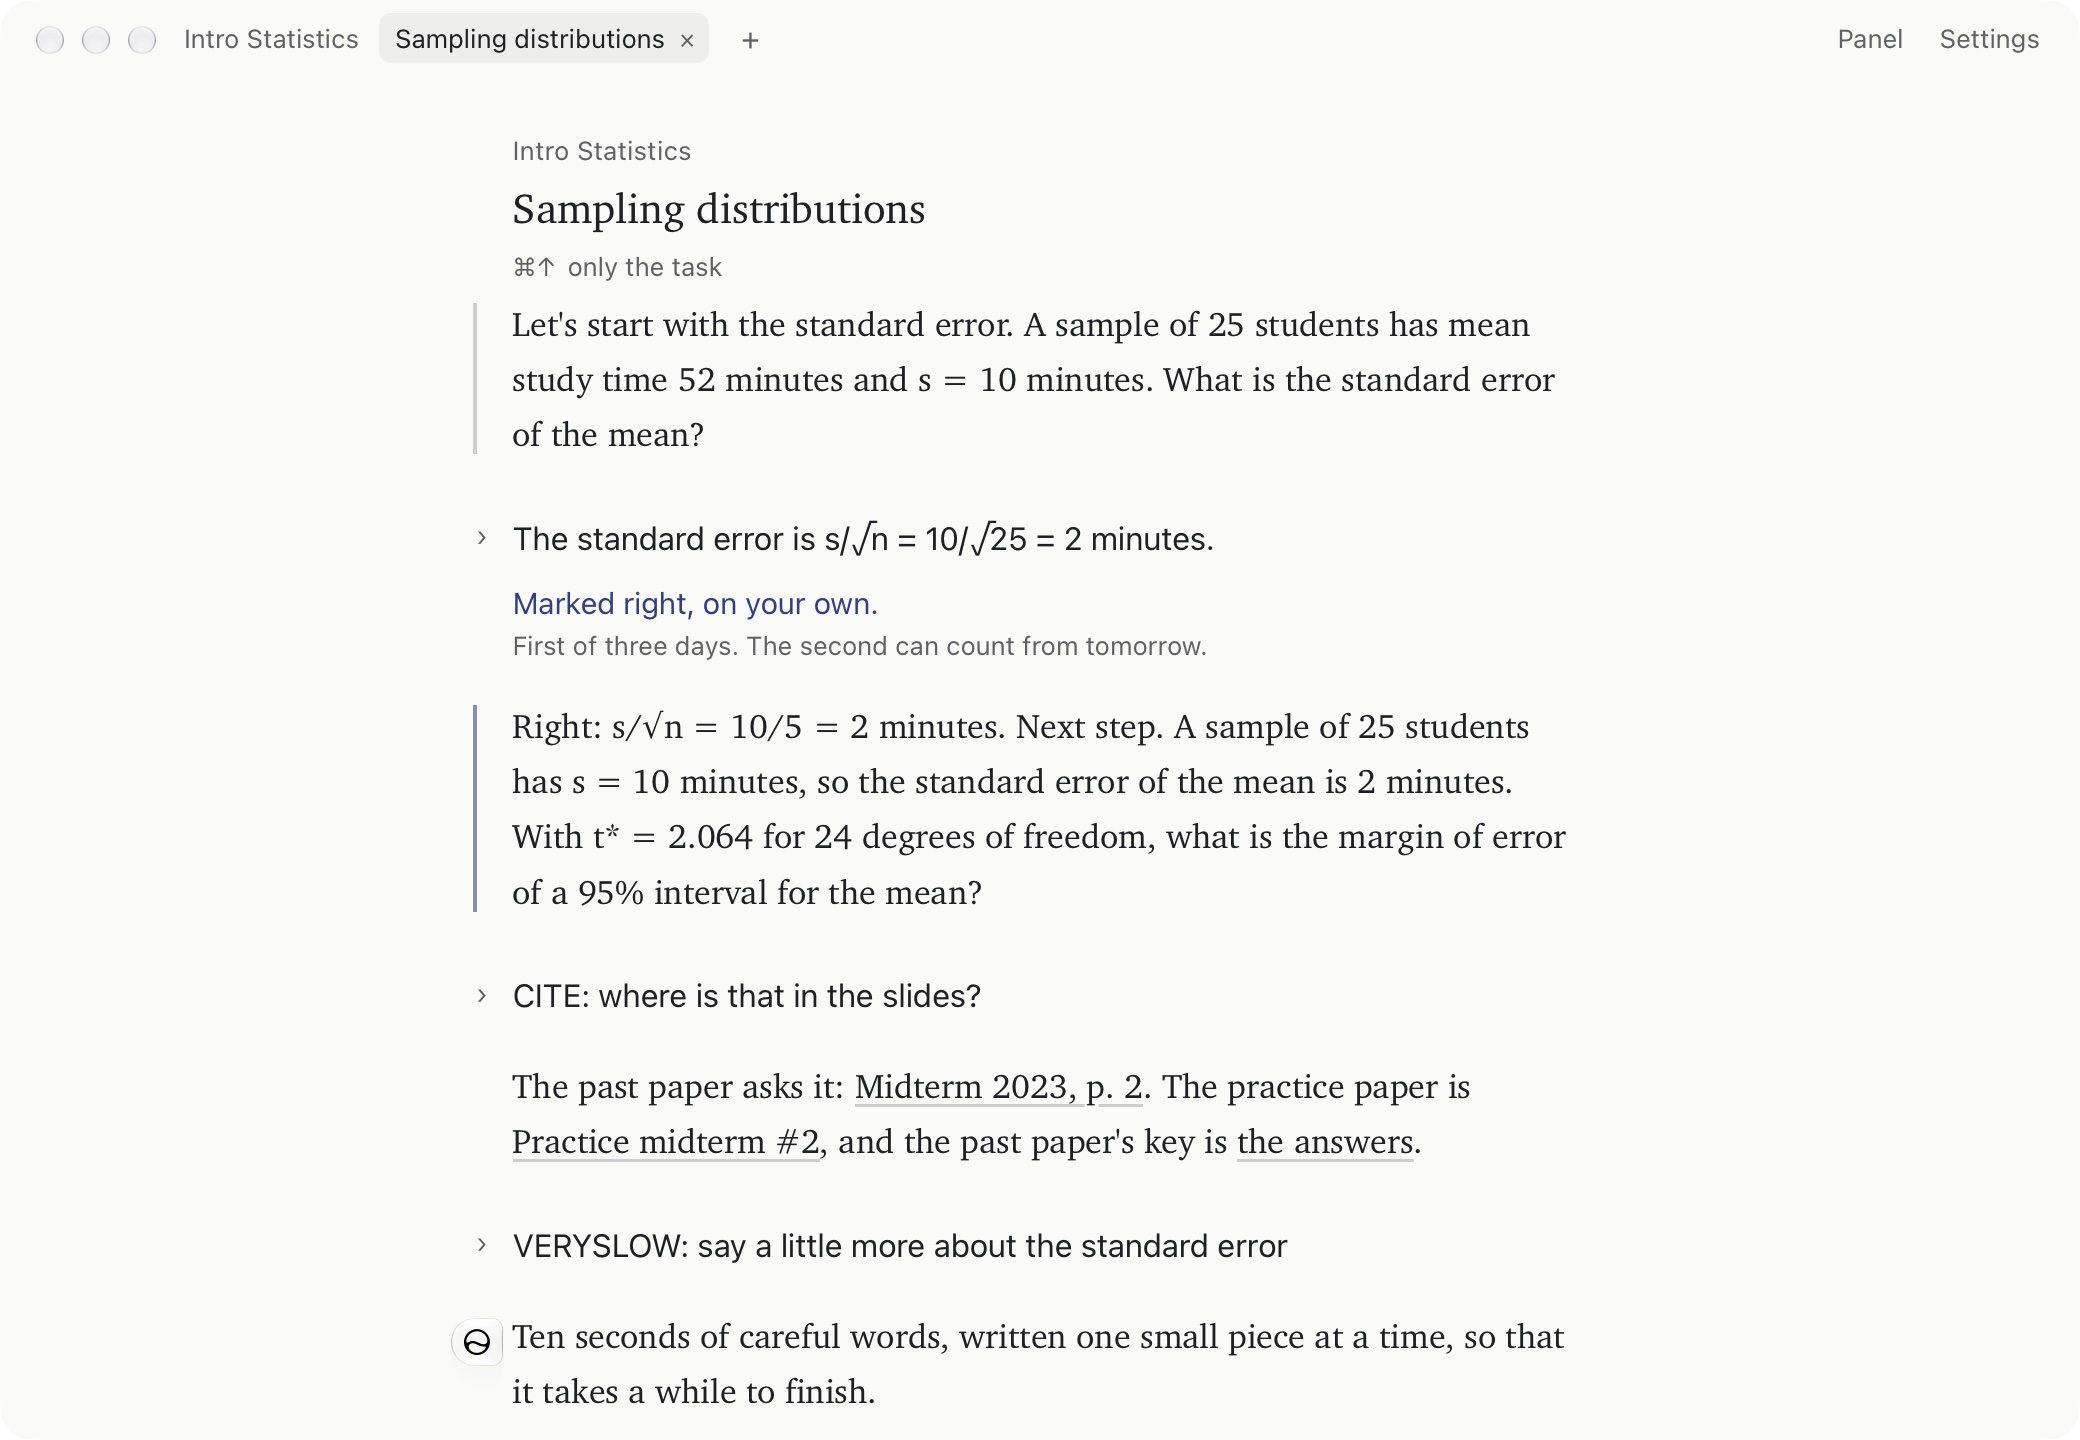 Intro Statistics
Sampling distributions ×
+
Panel
Settings
Intro Statistics
Sampling distributions
⌘↑ only the task
Let's start with the standard error. A sample of 25 students has mean
study time 52 minutes and s = 10 minutes. What is the standard error
of the mean?
› The standard error is s/√n = 10/√25 = 2 minutes.
Marked right, on your own.
First of three days. The second can count from tomorrow.
Right: s/√n = 10/5 = 2 minutes. Next step. A sample of 25 students
has s = 10 minutes, so the standard error of the mean is 2 minutes.
With t* = 2.064 for 24 degrees of freedom, what is the margin of error
of a 95% interval for the mean?
› CITE: where is that in the slides?
The past paper asks it: Midterm 2023, p. 2. The practice paper is
Practice midterm #2, and the past paper's key is the answers.
› VERYSLOW: say a little more about the standard error
Ten seconds of careful words, written one small piece at a time, so that
it takes a while to finish.